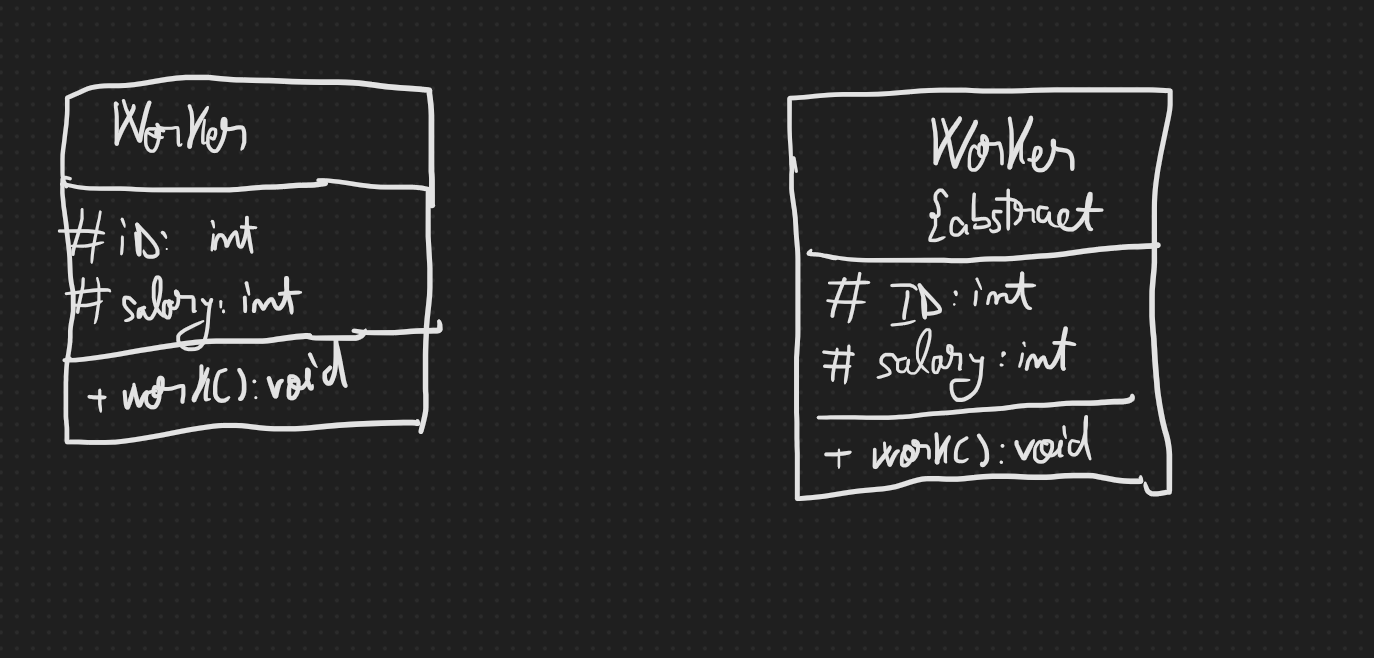 Worker
# iD: int
# salary: int
+ work(): void
Worker
{abstract
# ID: int
# salary: int
+ work(): void